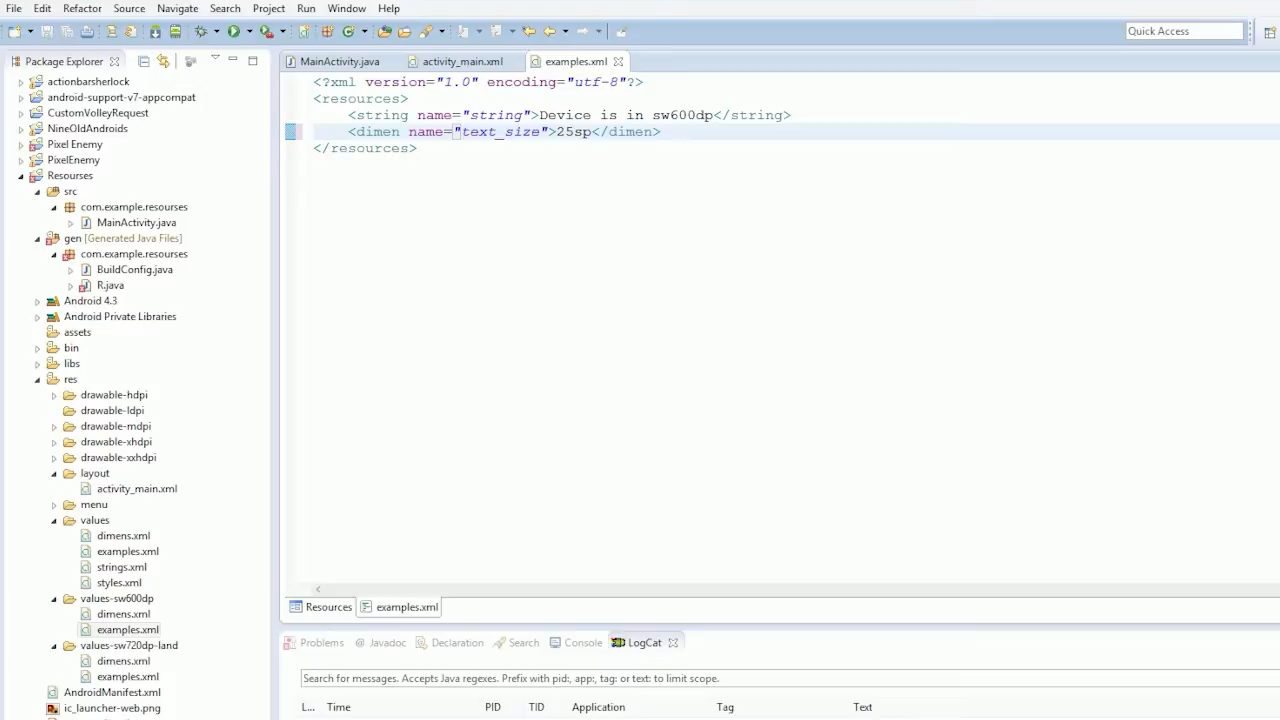 File Edit Refactor Source Navigate Search Project Run Window Help
Quick Access
Package Explorer
MainActivity.java
activity_main.xml
examples.xml
actionbarsherlock
android-support-v7-appcompat
CustomVolleyRequest
NineOldAndroids
Pixel Enemy
PixelEnemy
Resourses
src
com.example.resourses
MainActivity.java
gen [Generated Java Files]
com.example.resourses
BuildConfig.java
R.java
Android 4.3
Android Private Libraries
assets
bin
libs
res
drawable-hdpi
drawable-ldpi
drawable-mdpi
drawable-xhdpi
drawable-xxhdpi
layout
activity_main.xml
menu
values
dimens.xml
examples.xml
strings.xml
styles.xml
values-sw600dp
dimens.xml
examples.xml
values-sw720dp-land
dimens.xml
examples.xml
AndroidManifest.xml
ic_launcher-web.png
<?xml version="1.0" encoding="utf-8"?>
<resources>
<string name="string">Device is in sw600dp</string>
<dimen name="text_size">25sp</dimen>
</resources>
Resources
examples.xml
Problems
@ Javadoc
Declaration
Search
Console
LogCat
Search for messages. Accepts Java regexes. Prefix with pid:, app:, tag: or text: to limit scope.
L... Time PID TID Application Tag Text